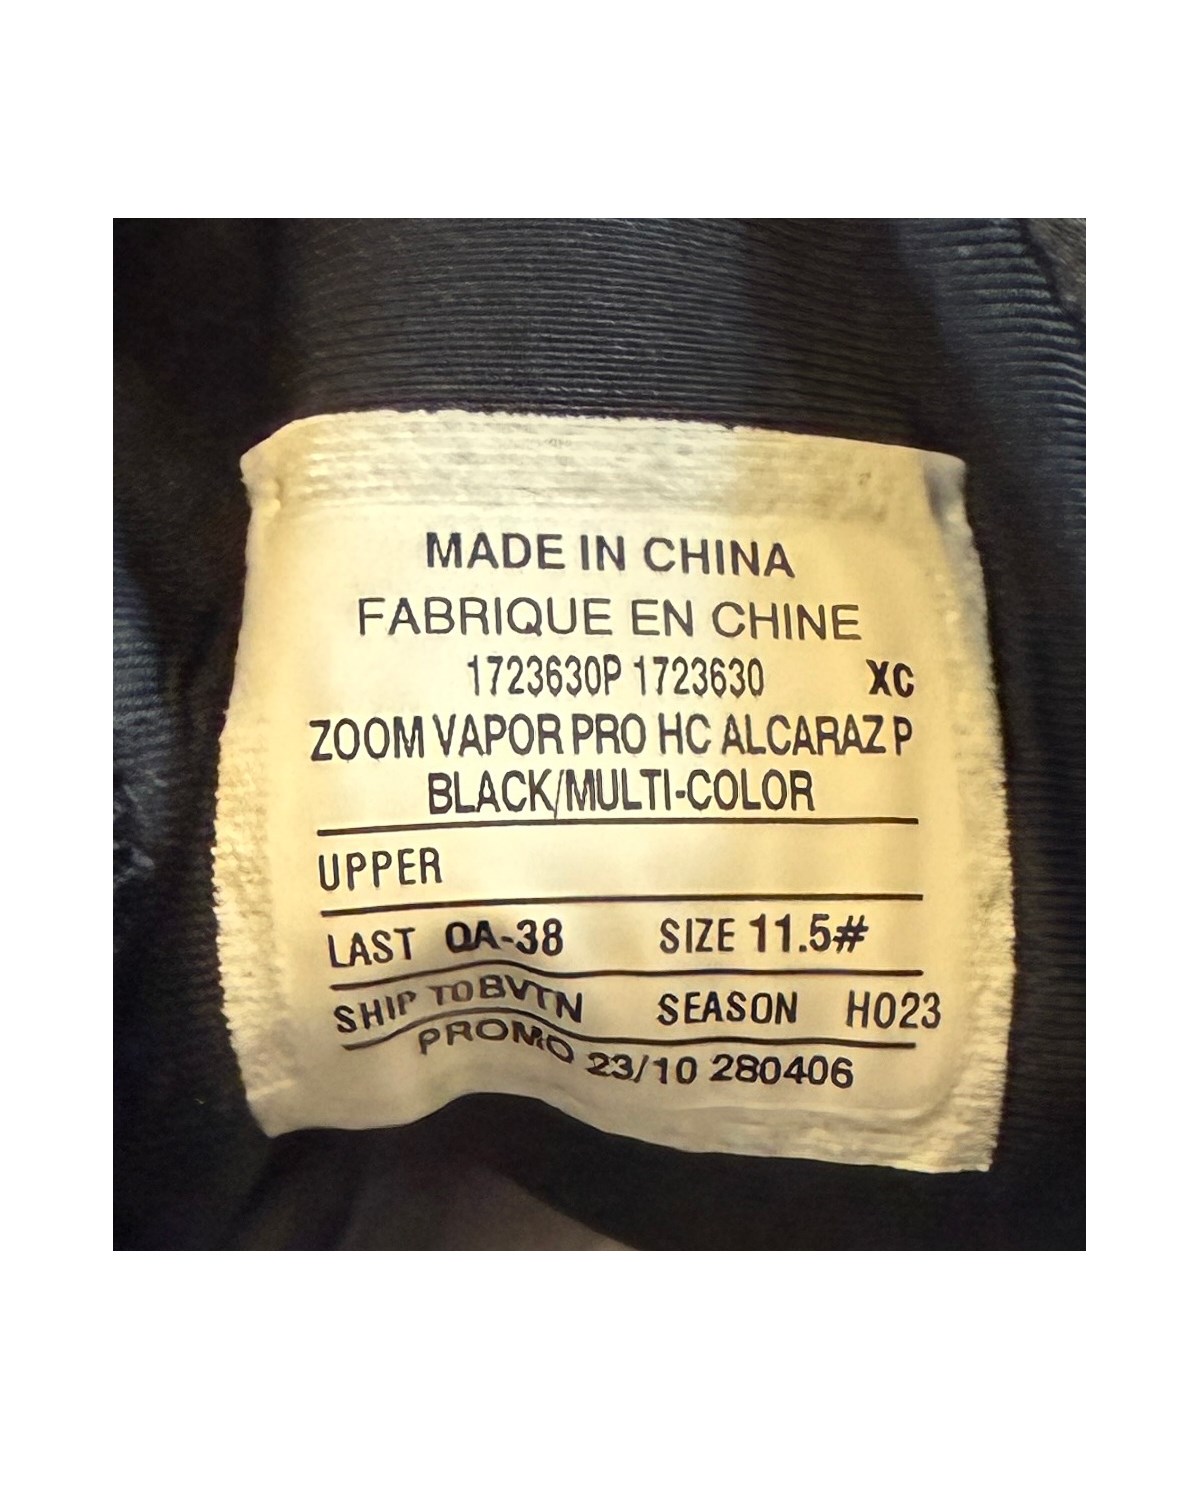 MADE IN CHINA
FABRIQUE EN CHINE
1723630P 1723630 XC
ZOOM VAPOR PRO HC ALCARAZ P
BLACK/MULTI-COLOR
UPPER
LAST QA-38 SIZE 11.5#
SHIP TO BVTN SEASON HO23
PROMO 23/10 280406